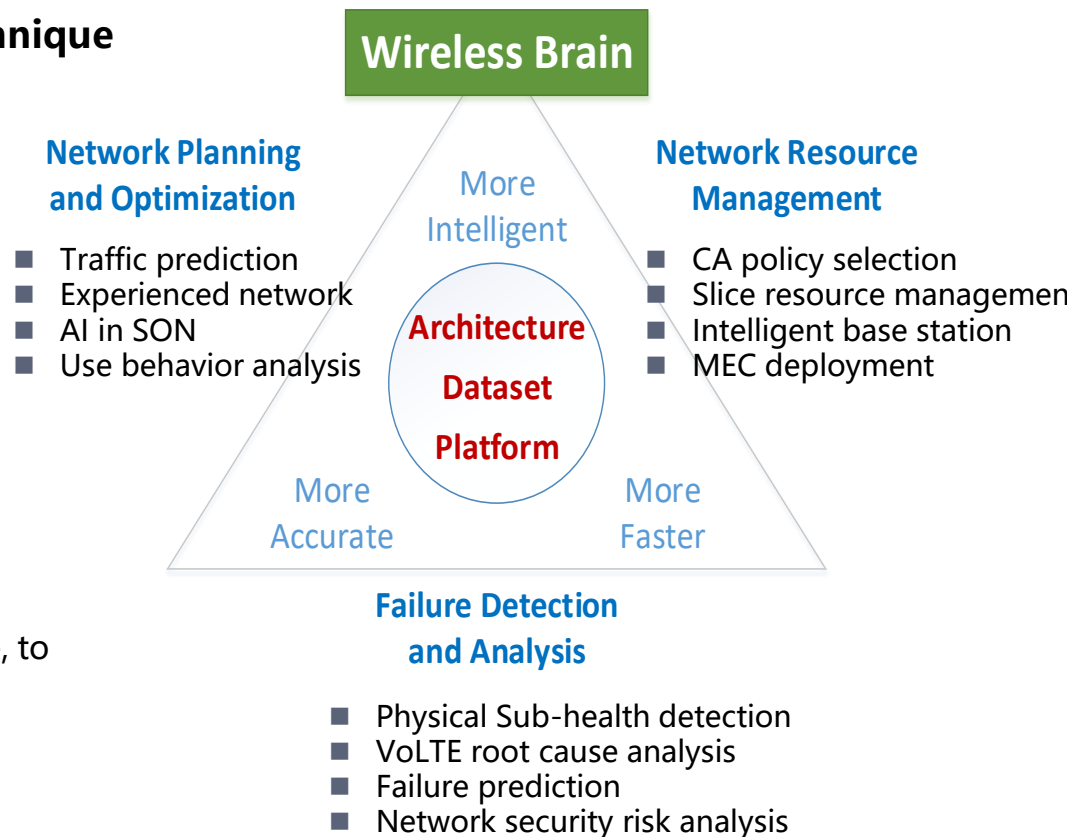 nique
Wireless Brain
Network Planning
and Optimization
■ Traffic prediction
■ Experienced network
■ AI in SON
■ Use behavior analysis
Network Resource
Management
■ CA policy selection
■ Slice resource managemen
■ Intelligent base station
■ MEC deployment
More
Intelligent
Architecture
Dataset
Platform
More
Accurate
More
Faster
, to
Failure Detection
and Analysis
■ Physical Sub-health detection
■ VoLTE root cause analysis
■ Failure prediction
■ Network security risk analysis